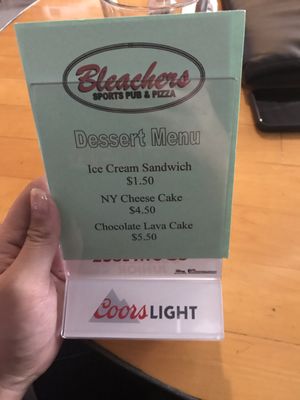 Bleachers
SPORTS PUB & PIZZA
Dessert Menu
Ice Cream Sandwich
$1.50
NY Cheese Cake
$4.50
Chocolate Lava Cake
$5.50
Coors LIGHT